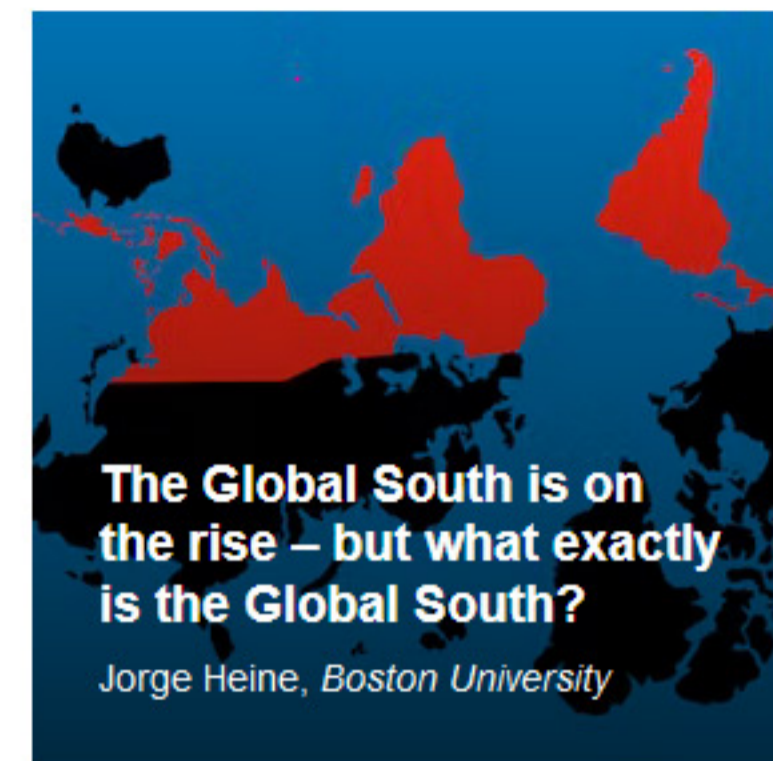 The Global South is on
the rise – but what exactly
is the Global South?
Jorge Heine, Boston University